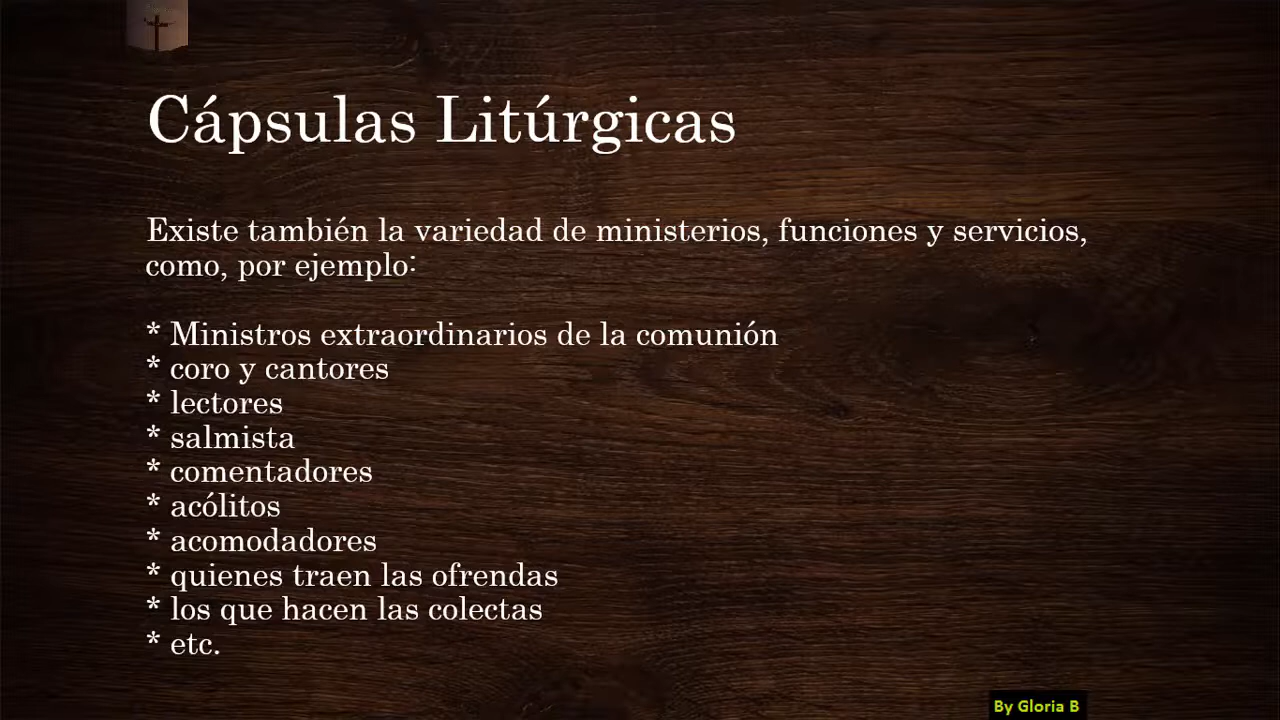 Cápsulas Litúrgicas
Existe también la variedad de ministerios, funciones y servicios,
como, por ejemplo:
* Ministros extraordinarios de la comunión
* coro y cantores
* lectores
* salmista
* comentadores
* acólitos
* acomodadores
* quienes traen las ofrendas
* los que hacen las colectas
* etc.
By Gloria B